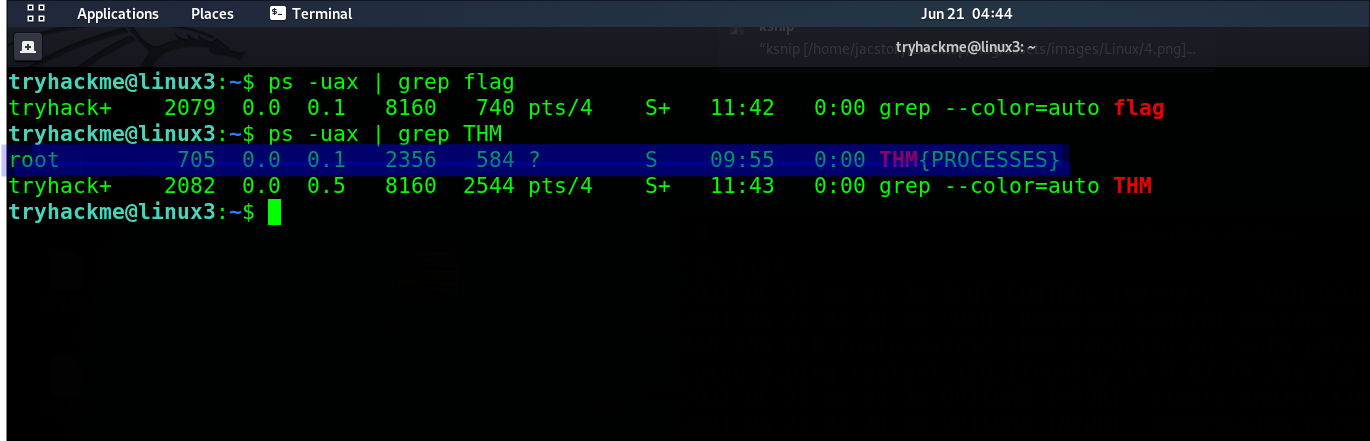 Applications Places Terminal Jun 21 04:44
ksnip
tryhackme@linux3: ~
"ksnip [/home/jacsto ets/images/Linux/4.png]...
tryhackme@linux3:~$ ps -uax | grep flag
tryhack+ 2079 0.0 0.1 8160 740 pts/4 S+ 11:42 0:00 grep --color=auto flag
tryhackme@linux3:~$ ps -uax | grep THM
root 705 0.0 0.1 2356 584 ? S 09:55 0:00 THM{PROCESSES}
tryhack+ 2082 0.0 0.5 8160 2544 pts/4 S+ 11:43 0:00 grep --color=auto THM
tryhackme@linux3:~$